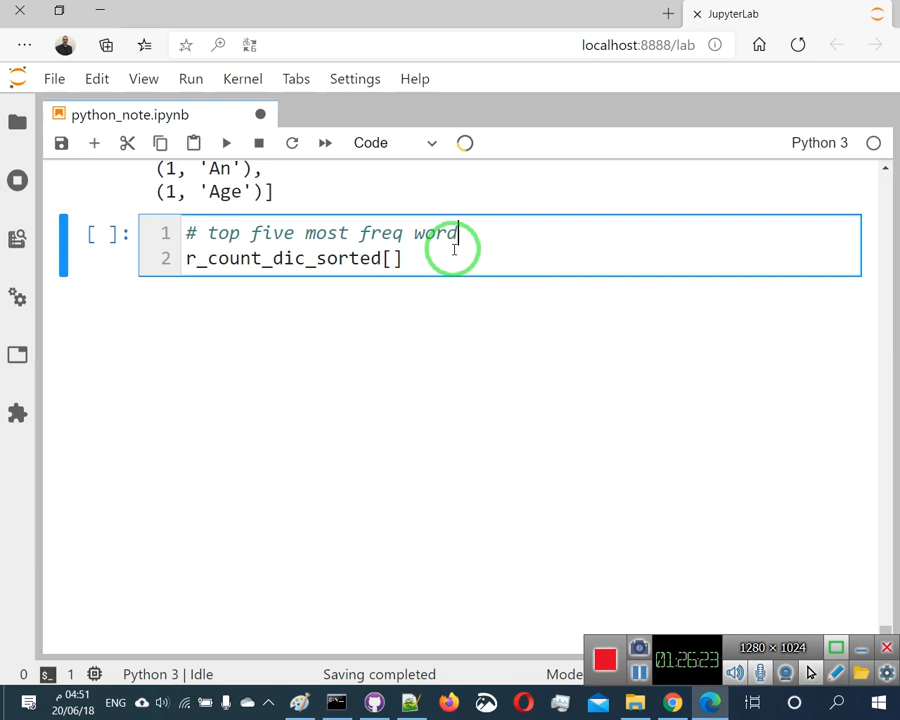 JupyterLab
localhost:8888/lab
File Edit View Run Kernel Tabs Settings Help
python_note.ipynb
Code
Python 3
(1, 'An'),
(1, 'Age')]
[ ]:
1 # top five most freq word
2 r_count_dic_sorted[]
1280 × 1024
01:26:23
0 $_ 1 Python 3 | Idle Saving completed Mode
04:51 م
20/06/18
ENG